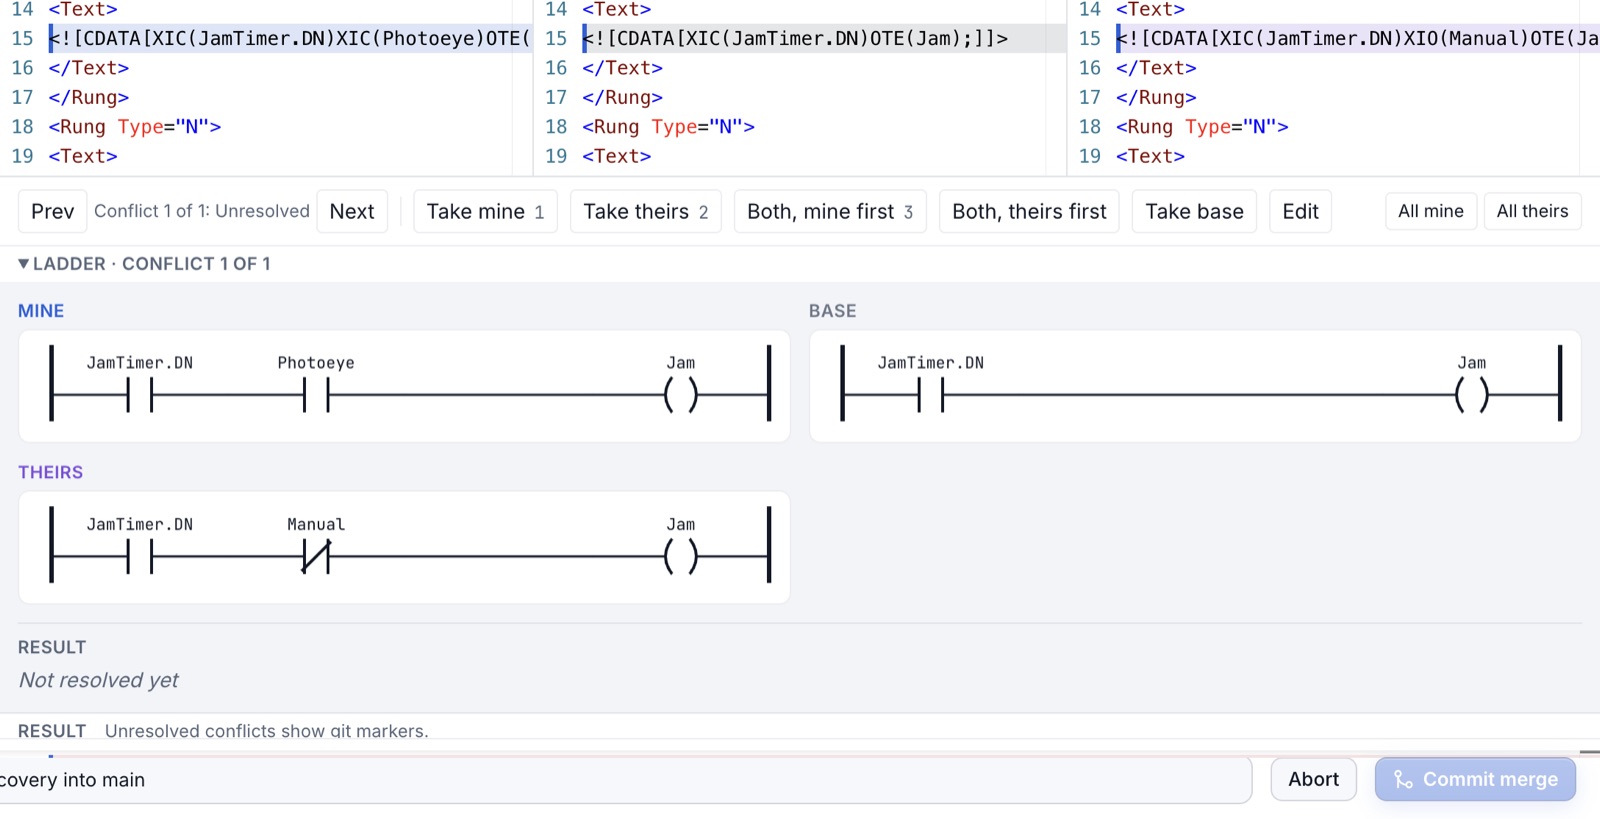 14 <Text>
15 <![CDATA[XIC(JamTimer.DN)XIC(Photoeye)OTE(
16 </Text>
17 </Rung>
18 <Rung Type="N">
19 <Text>
14 <Text>
15 <![CDATA[XIC(JamTimer.DN)OTE(Jam);]]>
16 </Text>
17 </Rung>
18 <Rung Type="N">
19 <Text>
14 <Text>
15 <![CDATA[XIC(JamTimer.DN)XIO(Manual)OTE(Ja
16 </Text>
17 </Rung>
18 <Rung Type="N">
19 <Text>
Prev Conflict 1 of 1: Unresolved Next Take mine 1 Take theirs 2 Both, mine first 3 Both, theirs first Take base Edit All mine All theirs
▼ LADDER · CONFLICT 1 OF 1
MINE
JamTimer.DN Photoeye Jam
BASE
JamTimer.DN Jam
THEIRS
JamTimer.DN Manual Jam
RESULT
Not resolved yet
RESULT Unresolved conflicts show git markers.
covery into main Abort Commit merge